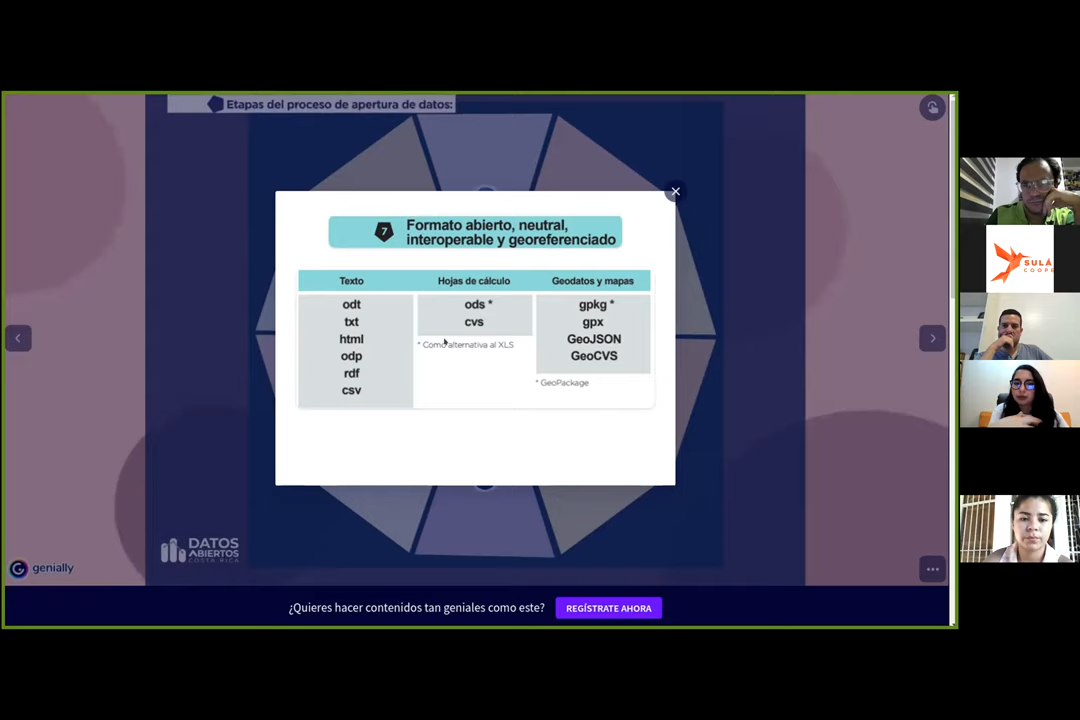 Etapas del proceso de apertura de datos:
7
Formato abierto, neutral,
interoperable y georeferenciado
Texto
odt
txt
html
odp
rdf
csv
Hojas de cálculo
ods *
cvs
* Como alternativa al XLS
Geodatos y mapas
gpkg *
gpx
GeoJSON
GeoCVS
* GeoPackage
DATOS
ABIERTOS
COSTA RICA
genially
¿Quieres hacer contenidos tan geniales como este?
REGÍSTRATE AHORA
SULÁ
COOPE